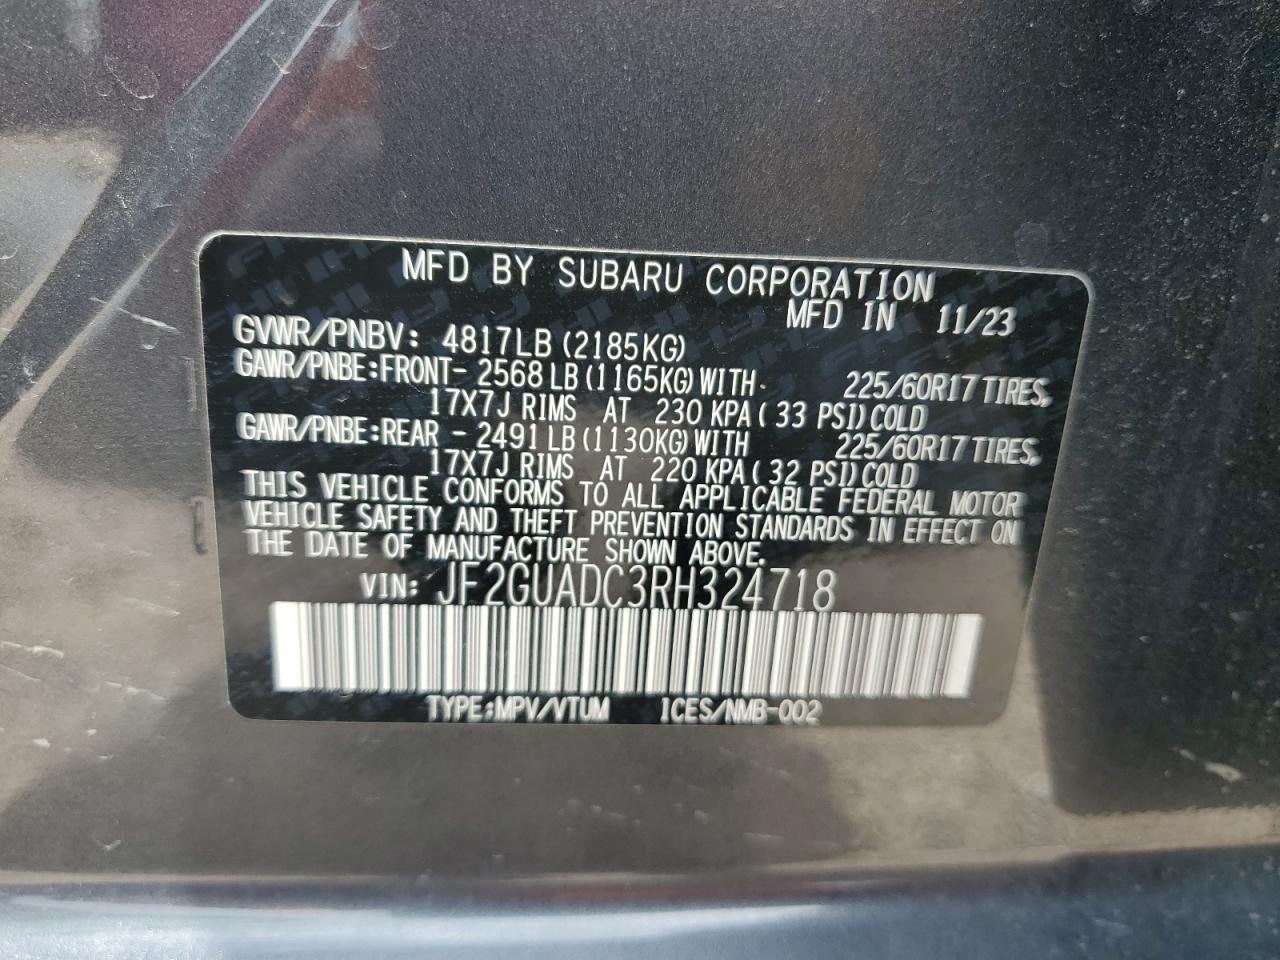 MFD BY SUBARU CORPORATION
MFD IN 11/23
GVWR/PNBV: 4817LB (2185KG)
GAWR/PNBE:FRONT- 2568 LB (1165KG) WITH 225/60R17 TIRES,
17X7J RIMS AT 230 KPA ( 33 PSI) COLD
GAWR/PNBE:REAR - 2491 LB (1130KG) WITH 225/60R17 TIRES,
17X7J RIMS AT 220 KPA ( 32 PSI) COLD
THIS VEHICLE CONFORMS TO ALL APPLICABLE FEDERAL MOTOR
VEHICLE SAFETY AND THEFT PREVENTION STANDARDS IN EFFECT ON
THE DATE OF MANUFACTURE SHOWN ABOVE.
VIN: JF2GUADC3RH324718
TYPE:MPV/VTUM ICES/NMB-002